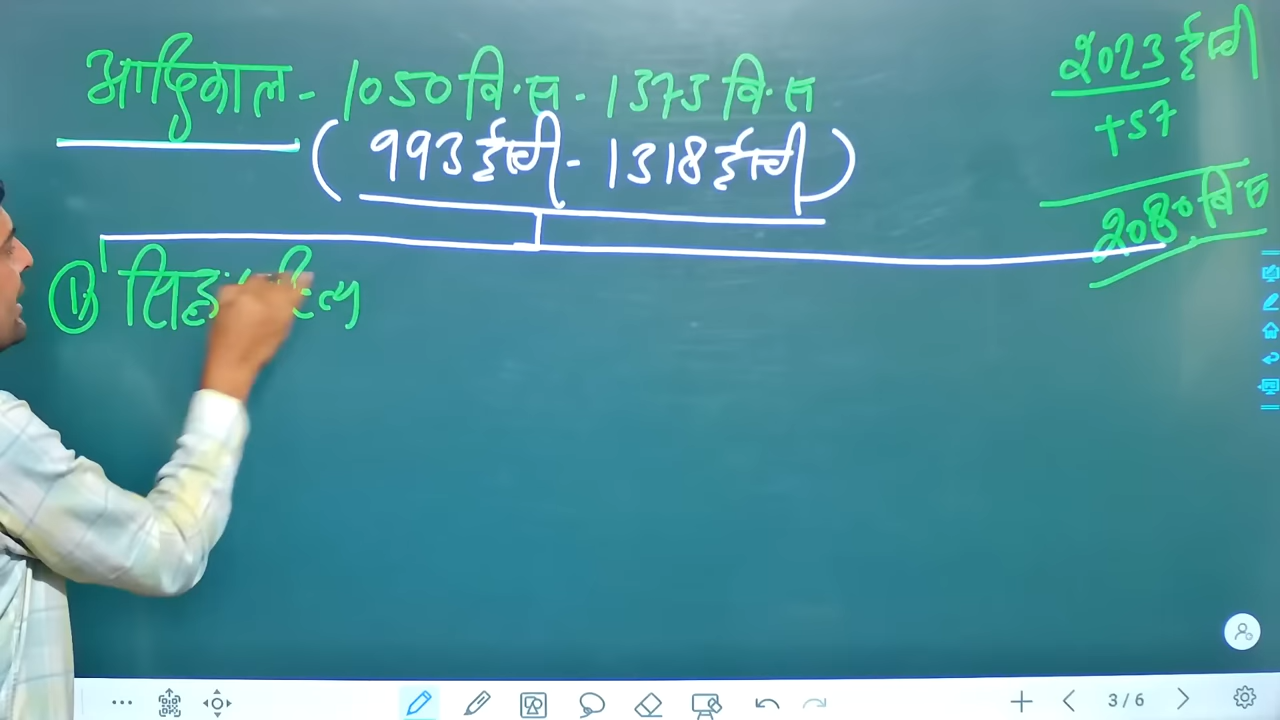 आदिकाल - 1050 वि.स. - 1375 वि.स
(993 ईस्वी - 1318 ईस्वी)
① सिद्ध
2023 ईस्वी
+57
2080 वि.स
3 / 6